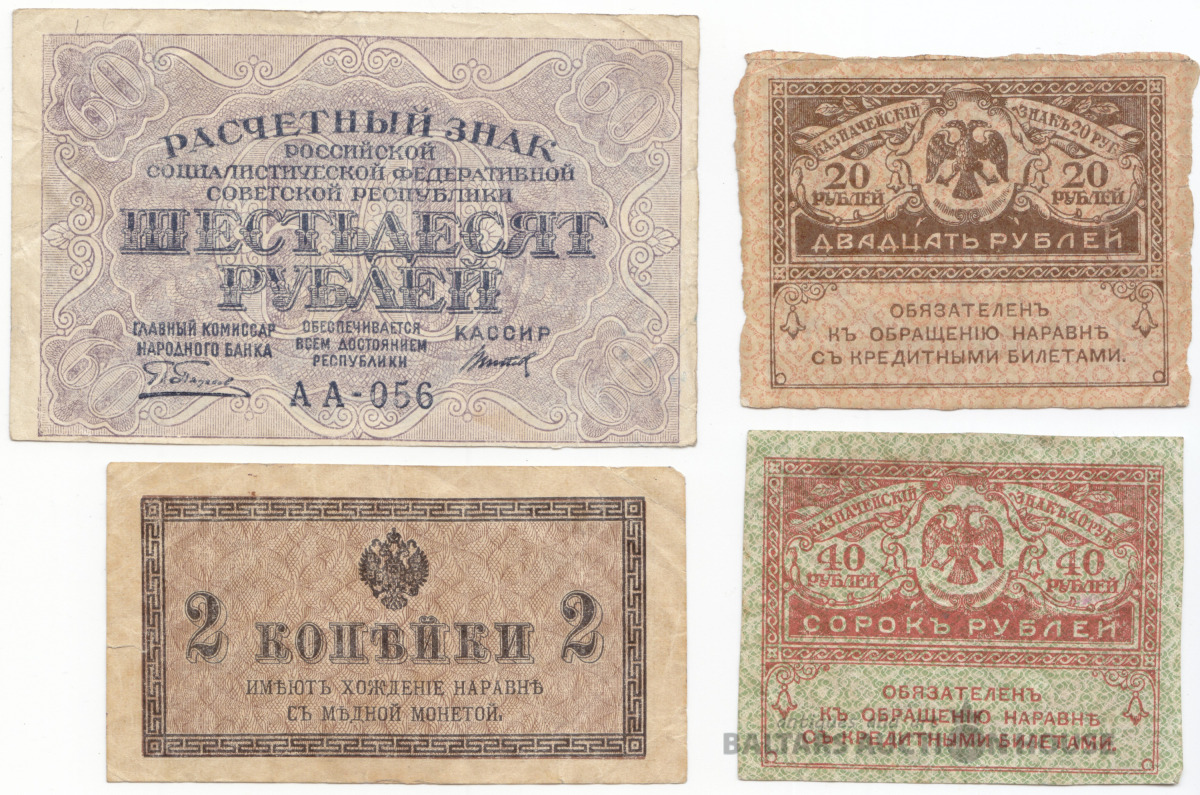 60 60
РАСЧЕТНЫЙ ЗНАК
РОССИЙСКОЙ
СОЦИАЛИСТИЧЕСКОЙ ФЕДЕРАТИВНОЙ
СОВЕТСКОЙ РЕСПУБЛИКИ
ШЕСТЬДЕСЯТ
РУБЛЕЙ
ГЛАВНЫЙ КОМИССАР
НАРОДНОГО БАНКА
ОБЕСПЕЧИВАЕТСЯ
ВСЕМ ДОСТОЯНИЕМ
РЕСПУБЛИКИ
КАССИР
АА-056
60 60
КАЗНАЧЕЙСКІЙ ЗНАКЪ 20 РУБ.
20 20
РУБЛЕЙ РУБЛЕЙ
ДВАДЦАТЬ РУБЛЕЙ
ОБЯЗАТЕЛЕНЪ
КЪ ОБРАЩЕНІЮ НАРАВНѢ
СЪ КРЕДИТНЫМИ БИЛЕТАМИ.
2 КОПѢЙКИ 2
ИМѢЮТЪ ХОЖДЕНІЕ НАРАВНѢ
СЪ МѢДНОЙ МОНЕТОЙ.
КАЗНАЧЕЙСКІЙ ЗНАКЪ 40 РУБ.
40 40
РУБЛЕЙ РУБЛЕЙ
СОРОКЪ РУБЛЕЙ
ОБЯЗАТЕЛЕНЪ
КЪ ОБРАЩЕНІЮ НАРАВНѢ
СЪ КРЕДИТНЫМИ БИЛЕТАМИ.